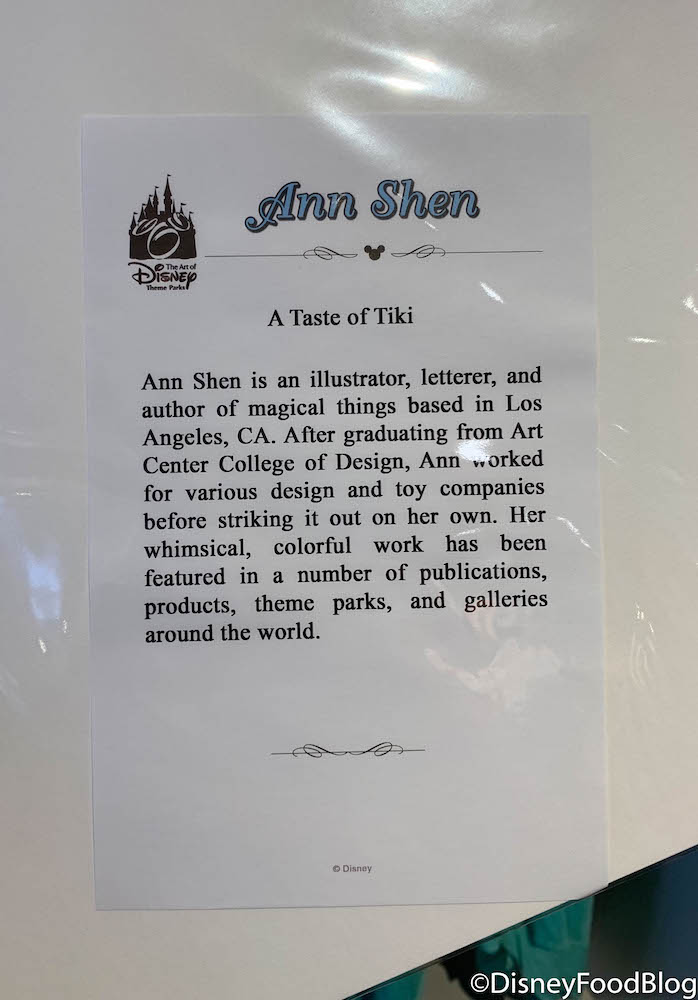 Ann Shen
The Art of
Disney
Theme Parks
A Taste of Tiki
Ann Shen is an illustrator, letterer, and
author of magical things based in Los
Angeles, CA. After graduating from Art
Center College of Design, Ann worked
for various design and toy companies
before striking it out on her own. Her
whimsical, colorful work has been
featured in a number of publications,
products, theme parks, and galleries
around the world.
© Disney
©DisneyFoodBlog